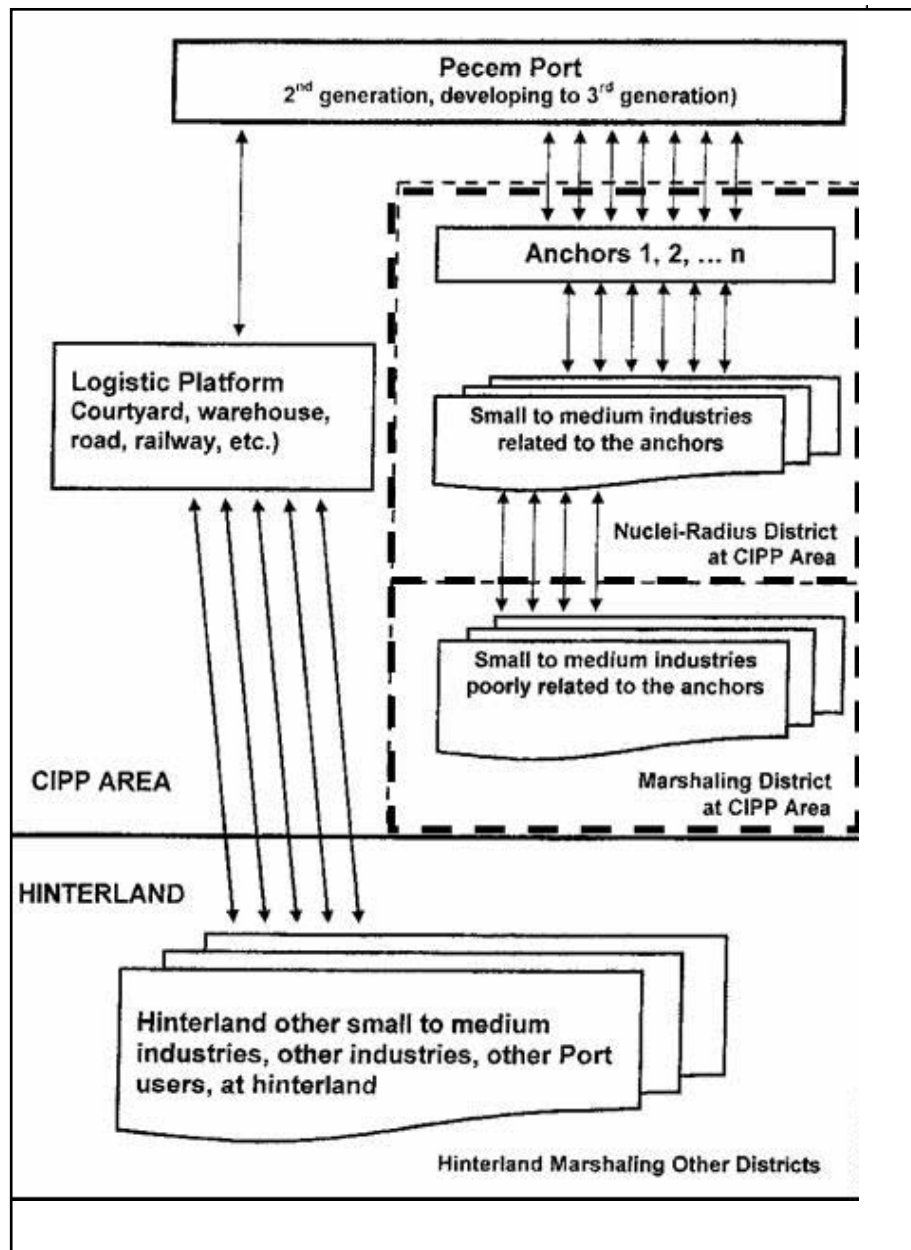 Pecem Port
2nd generation, developing to 3rd generation)
Anchors 1, 2, ... n
Logistic Platform
Courtyard, warehouse,
road, railway, etc.)
Small to medium industries
related to the anchors
Nuclei-Radius District
at CIPP Area
Small to medium industries
poorly related to the anchors
Marshaling District
at CIPP Area
CIPP AREA
HINTERLAND
Hinterland other small to medium
industries, other industries, other Port
users, at hinterland
Hinterland Marshaling Other Districts